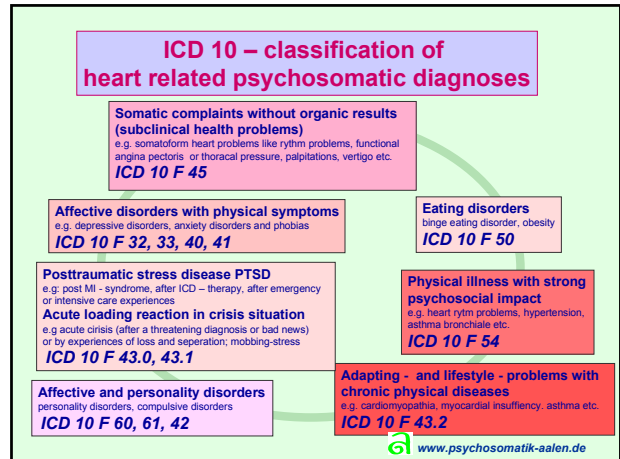 ICD 10 – classification of
heart related psychosomatic diagnoses
Somatic complaints without organic results
(subclinical health problems)
e.g. somatoform heart problems like rythm problems, functional
angina pectoris or thoracal pressure, palpitations, vertigo etc.
ICD 10 F 45
Affective disorders with physical symptoms
e.g. depressive disorders, anxiety disorders and phobias
ICD 10 F 32, 33, 40, 41
Eating disorders
binge eating disorder, obesity
ICD 10 F 50
Posttraumatic stress disease PTSD
e.g: post MI - syndrome, after ICD – therapy, after emergency
or intensive care experiences
Acute loading reaction in crisis situation
e.g acute cirisis (after a threatening diagnosis or bad news)
or by experiences of loss and seperation; mobbing-stress
ICD 10 F 43.0, 43.1
Physical illness with strong
psychosocial impact
e.g. heart rytm problems, hypertension,
asthma bronchiale etc.
ICD 10 F 54
Affective and personality disorders
personality disorders, compulsive disorders
ICD 10 F 60, 61, 42
Adapting - and lifestyle - problems with
chronic physical diseases
e.g. cardiomyopathia, myocardial insuffiency. asthma etc.
ICD 10 F 43.2
a www.psychosomatik-aalen.de